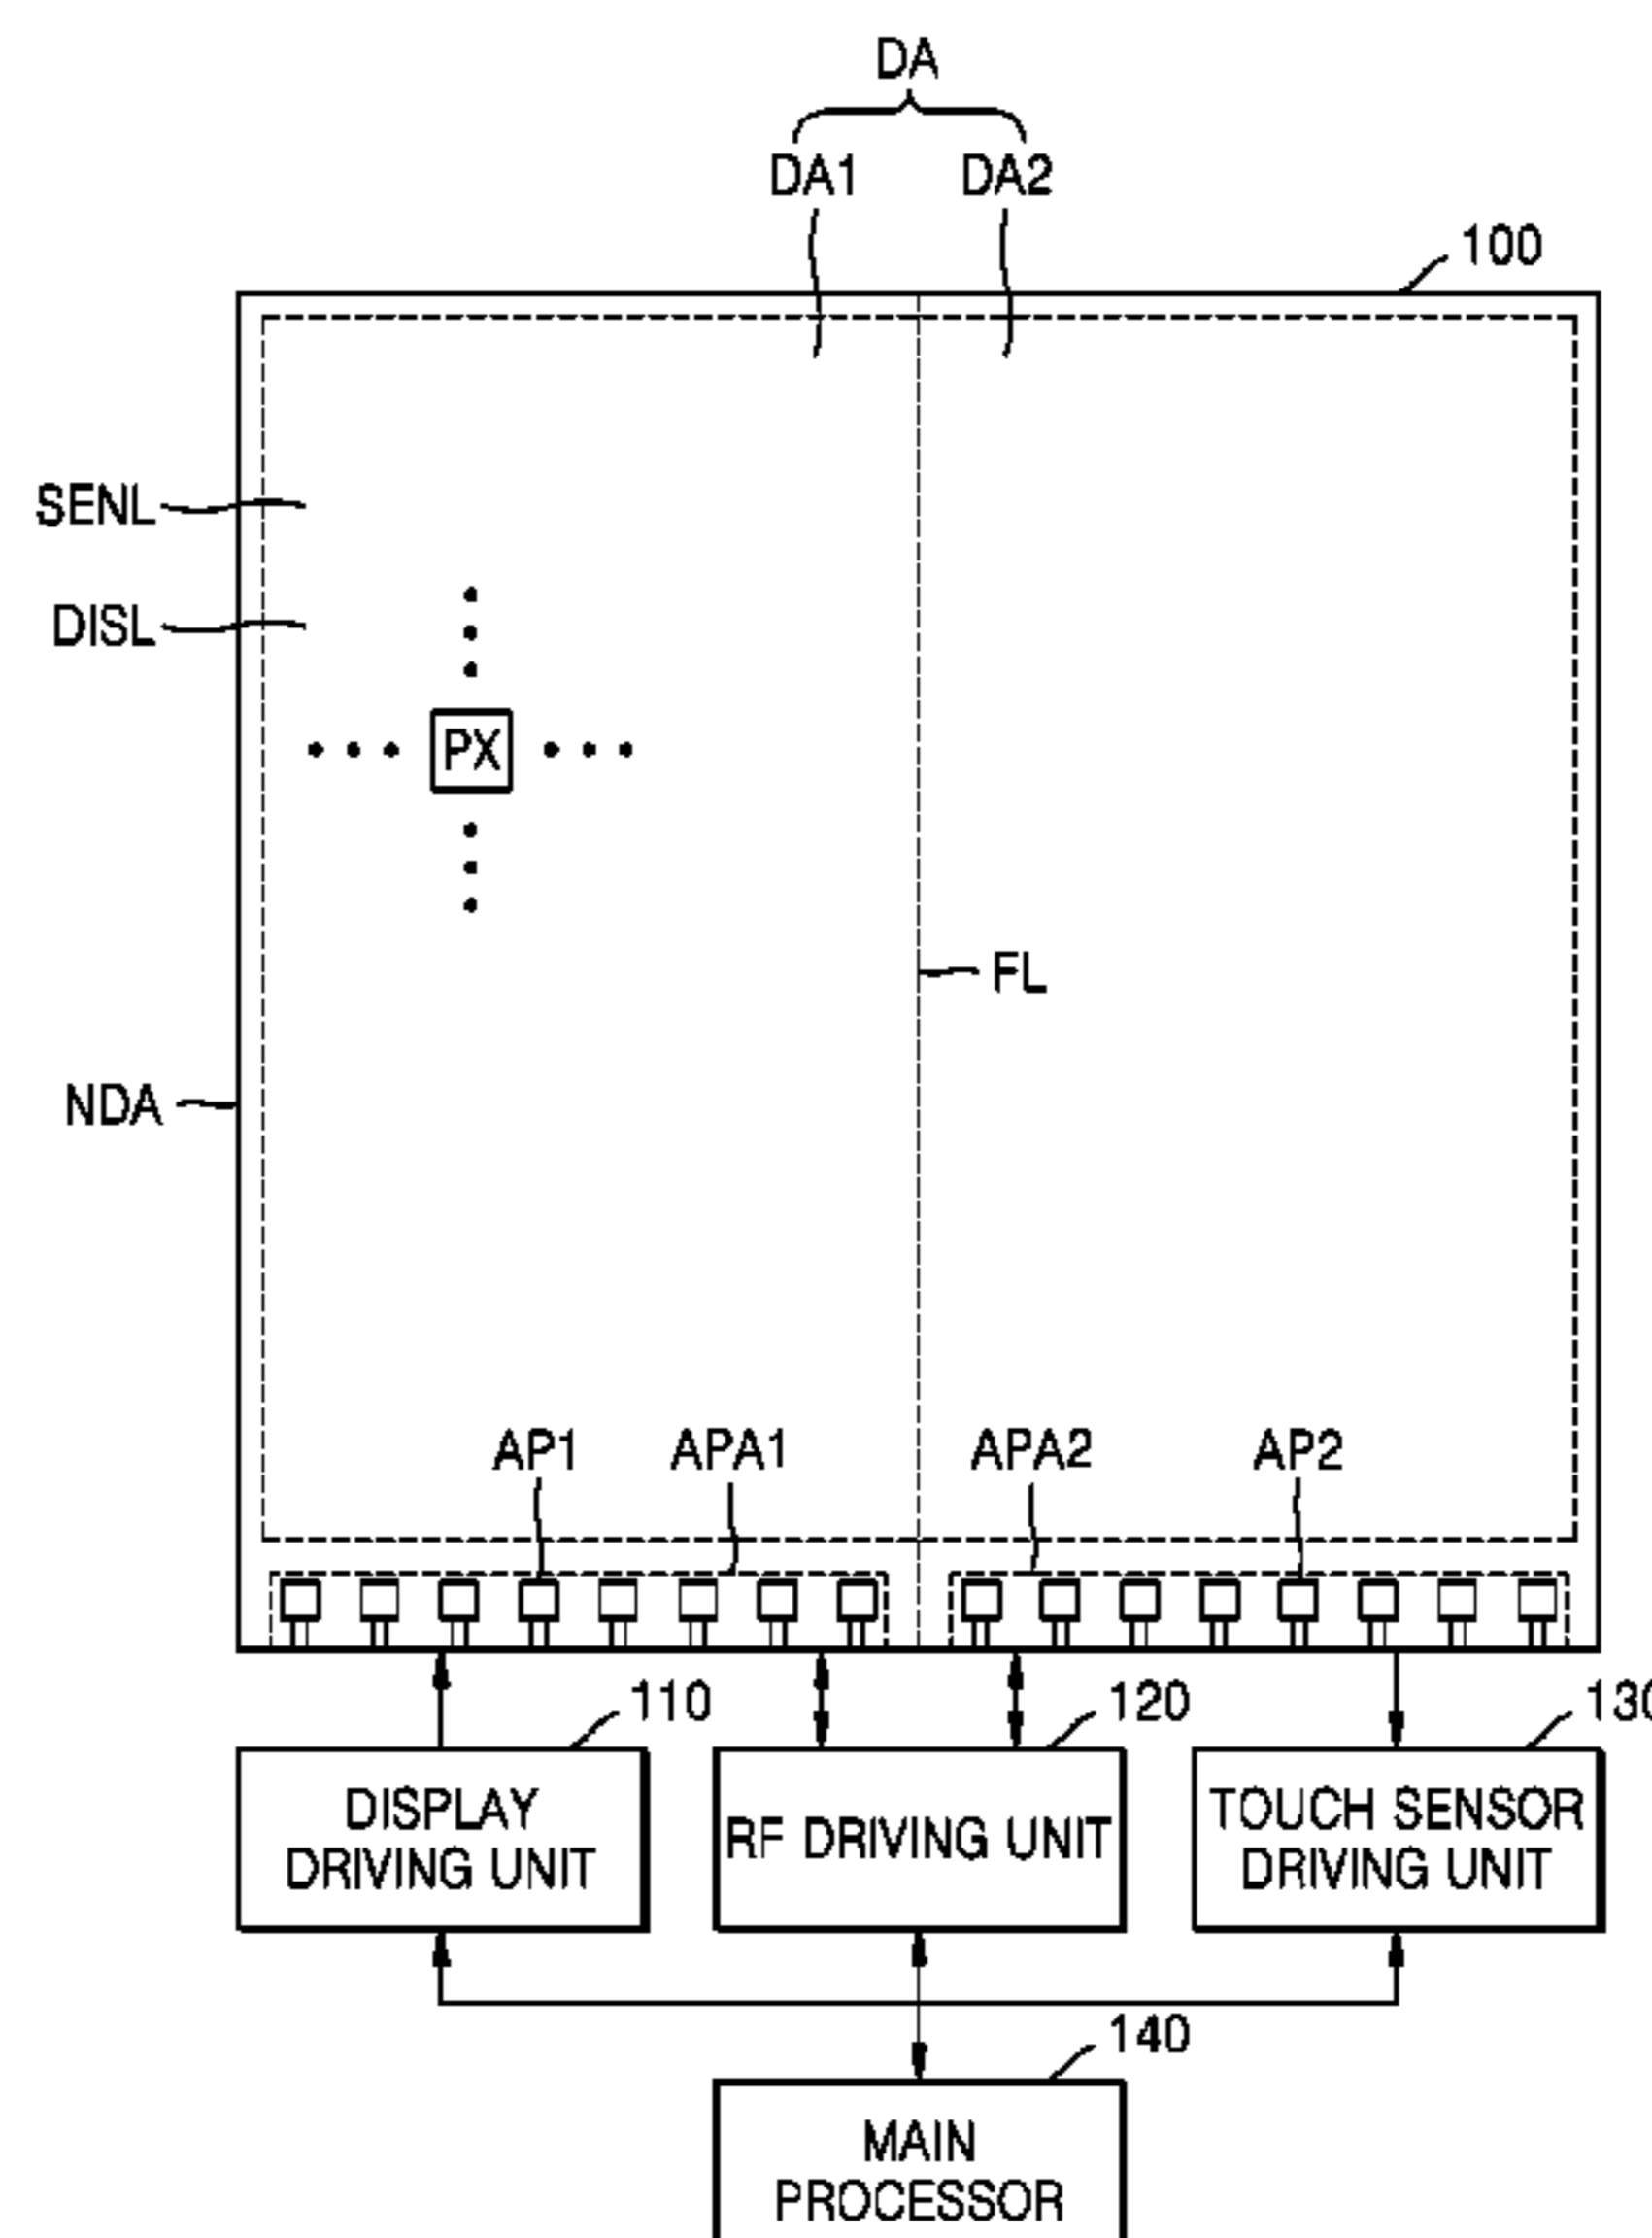 DA
DA1 DA2
100
SENL
DISL
PX
FL
NDA
AP1 APA1 APA2 AP2
110 120
DISPLAY
DRIVING UNIT
RF DRIVING UNIT
TOUCH SENSOR
DRIVING UNIT
140
MAIN
PROCESSOR